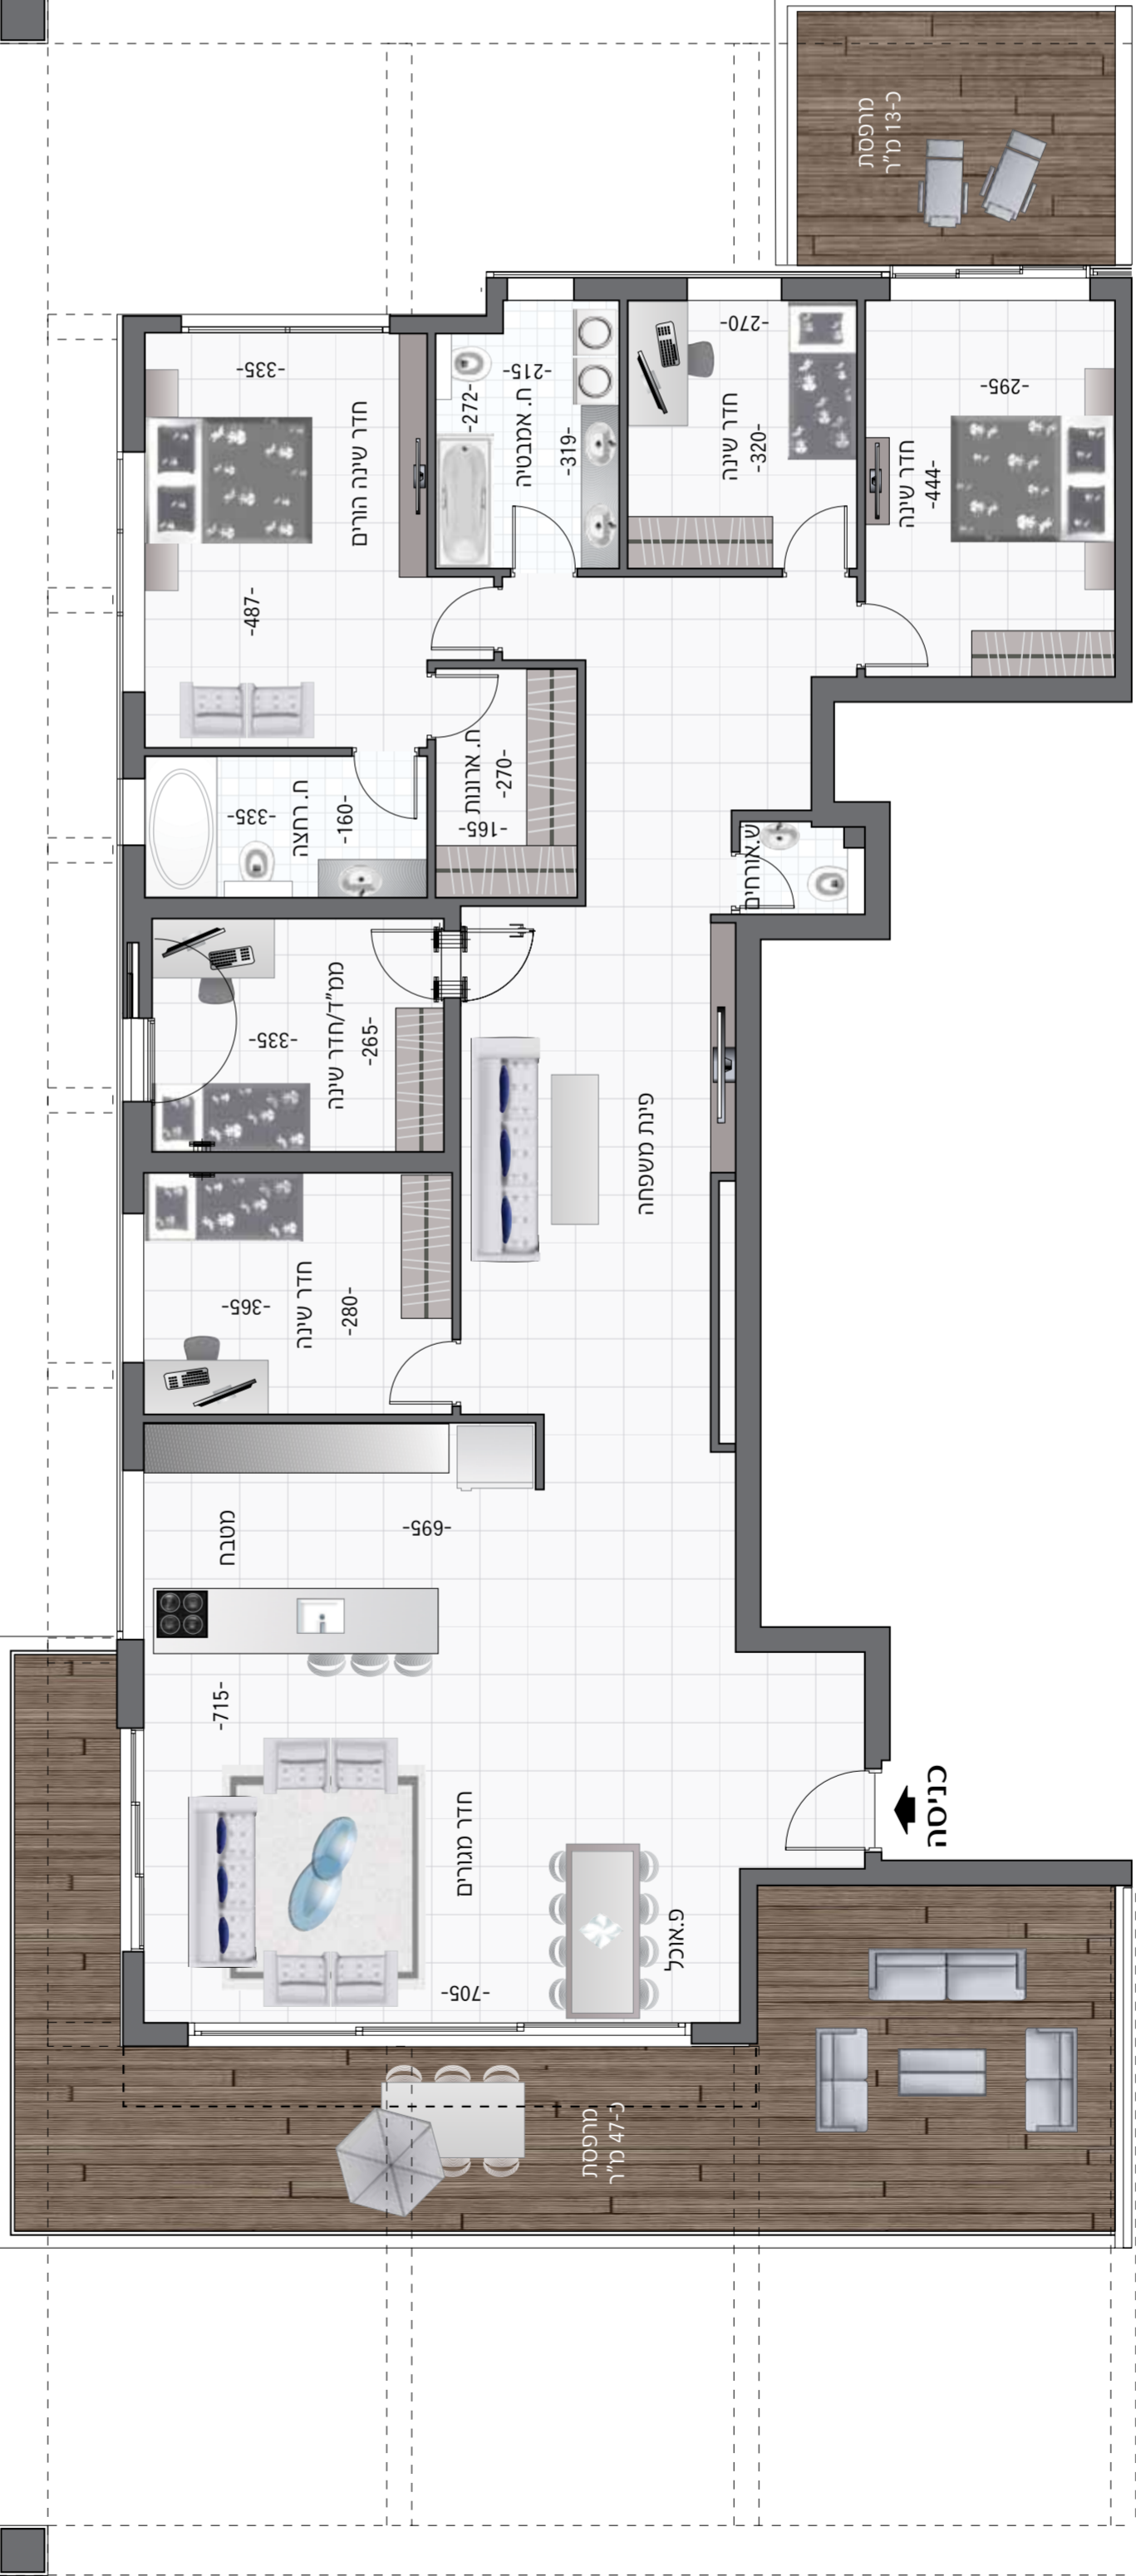 מרפסת
כ-13 מ"ר
-335-
חדר שינה הורים
-487-
-272-
-215-
ח. אמבטיה
-319-
-270-
חדר שינה
-320-
-295-
חדר שינה
-444-
ח. ארונות
-270-
-165-
-335-
ח. רחצה
-160-
ש.אורחים
ממ"ד/חדר שינה
-335-
-265-
פינת משפחה
-365-
חדר שינה
-280-
מטבח
-695-
-715-
חדר מגורים
-705-
פ.אוכל
כניסה
מרפסת
כ-47 מ"ר